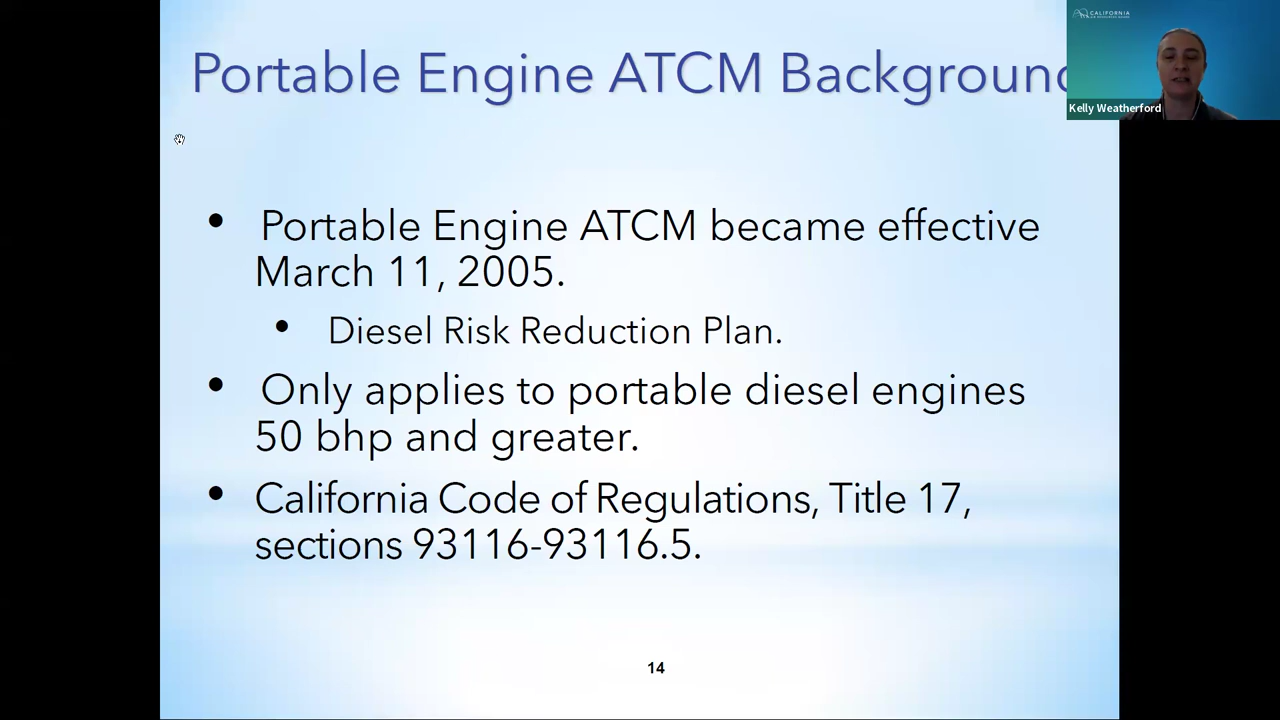 Portable Engine ATCM Background
CALIFORNIA
Kelly Weatherford
• Portable Engine ATCM became effective
March 11, 2005.
• Diesel Risk Reduction Plan.
• Only applies to portable diesel engines
50 bhp and greater.
• California Code of Regulations, Title 17,
sections 93116-93116.5.
14